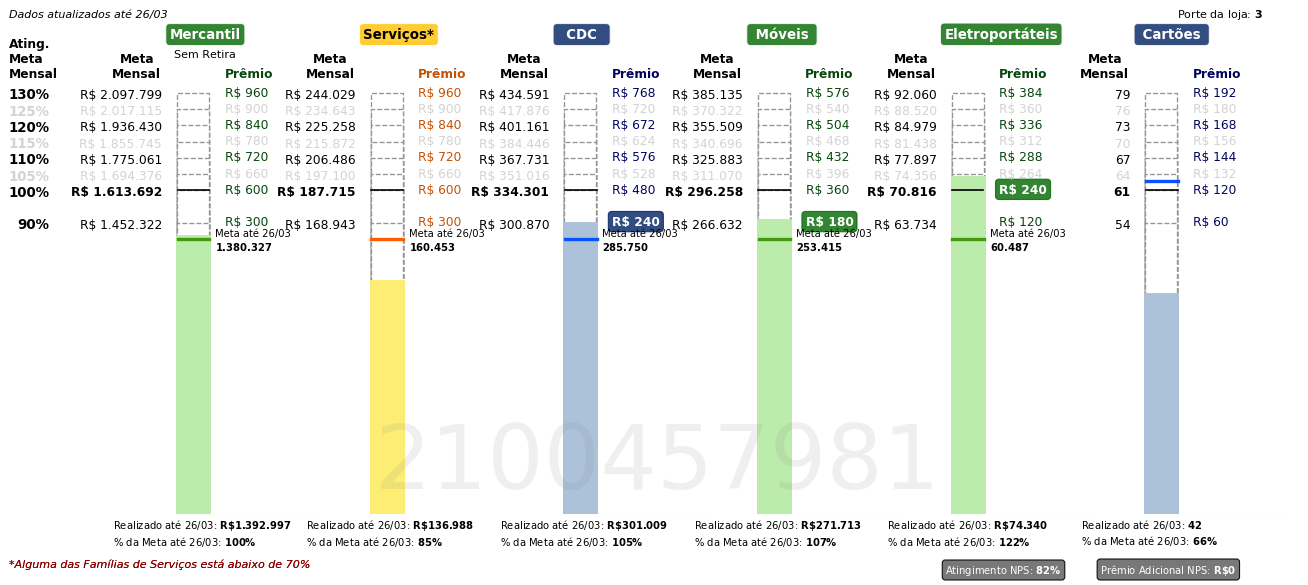 Dados atualizados até 26/03
Porte da loja: 3
Mercantil Serviços* CDC Móveis Eletroportáteis Cartões
Sem Retira
Ating. Meta Mensal
Meta Mensal Prêmio Meta Mensal Prêmio Meta Mensal Prêmio Meta Mensal Prêmio Meta Mensal Prêmio Meta Mensal Prêmio
130% R$ 2.097.799 R$ 960 R$ 244.029 R$ 960 R$ 434.591 R$ 768 R$ 385.135 R$ 576 R$ 92.060 R$ 384 79 R$ 192
125% R$ 2.017.115 R$ 900 R$ 234.643 R$ 900 R$ 417.876 R$ 720 R$ 370.322 R$ 540 R$ 88.520 R$ 360 76 R$ 180
120% R$ 1.936.430 R$ 840 R$ 225.258 R$ 840 R$ 401.161 R$ 672 R$ 355.509 R$ 504 R$ 84.979 R$ 336 73 R$ 168
115% R$ 1.855.745 R$ 780 R$ 215.872 R$ 780 R$ 384.446 R$ 624 R$ 340.696 R$ 468 R$ 81.438 R$ 312 70 R$ 156
110% R$ 1.775.061 R$ 720 R$ 206.486 R$ 720 R$ 367.731 R$ 576 R$ 325.883 R$ 432 R$ 77.897 R$ 288 67 R$ 144
105% R$ 1.694.376 R$ 660 R$ 197.100 R$ 660 R$ 351.016 R$ 528 R$ 311.070 R$ 396 R$ 74.356 R$ 264 64 R$ 132
100% R$ 1.613.692 R$ 600 R$ 187.715 R$ 600 R$ 334.301 R$ 480 R$ 296.258 R$ 360 R$ 70.816 R$ 240 61 R$ 120
90% R$ 1.452.322 R$ 300 R$ 168.943 R$ 300 R$ 300.870 R$ 240 R$ 266.632 R$ 180 R$ 63.734 R$ 120 54 R$ 60
Meta até 26/03 Meta até 26/03 Meta até 26/03 Meta até 26/03 Meta até 26/03
1.380.327 160.453 285.750 253.415 60.487
2100457981
Realizado até 26/03: R$1.392.997 Realizado até 26/03: R$136.988 Realizado até 26/03: R$301.009 Realizado até 26/03: R$271.713 Realizado até 26/03: R$74.340 Realizado até 26/03: 42
% da Meta até 26/03: 100% % da Meta até 26/03: 85% % da Meta até 26/03: 105% % da Meta até 26/03: 107% % da Meta até 26/03: 122% % da Meta até 26/03: 66%
*Alguma das Famílias de Serviços está abaixo de 70%
Atingimento NPS: 82% Prêmio Adicional NPS: R$0